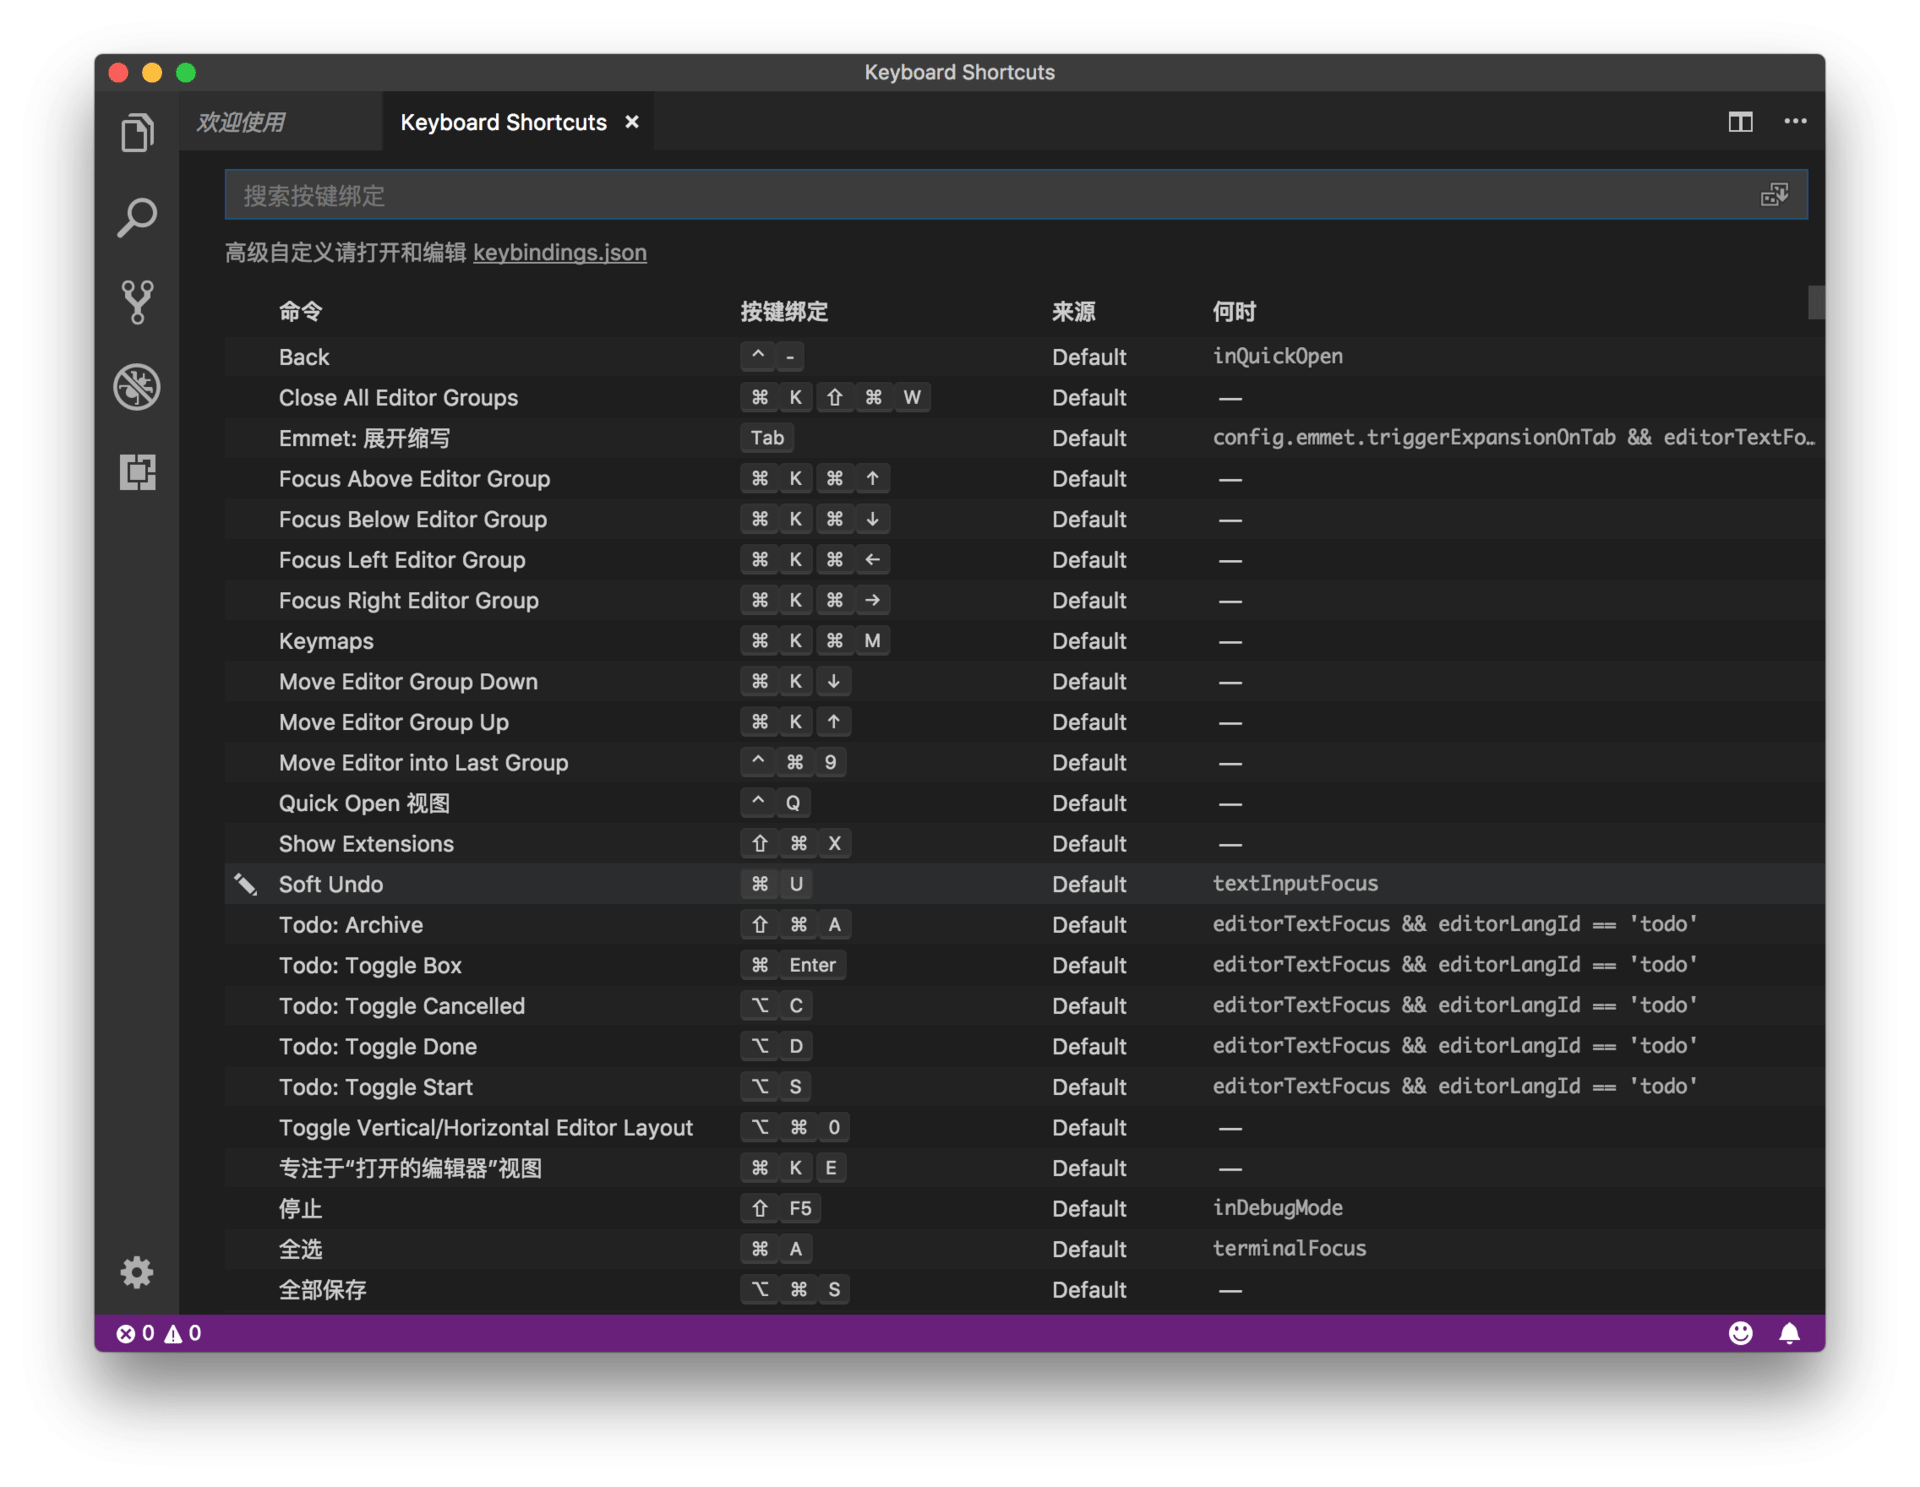 Keyboard Shortcuts
欢迎使用 Keyboard Shortcuts ×
搜索按键绑定
高级自定义请打开和编辑 keybindings.json
命令 按键绑定 来源 何时
Back ^ - Default inQuickOpen
Close All Editor Groups ⌘ K ⇧ ⌘ W Default —
Emmet: 展开缩写 Tab Default config.emmet.triggerExpansionOnTab && editorTextFo…
Focus Above Editor Group ⌘ K ⌘ ↑ Default —
Focus Below Editor Group ⌘ K ⌘ ↓ Default —
Focus Left Editor Group ⌘ K ⌘ ← Default —
Focus Right Editor Group ⌘ K ⌘ → Default —
Keymaps ⌘ K ⌘ M Default —
Move Editor Group Down ⌘ K ↓ Default —
Move Editor Group Up ⌘ K ↑ Default —
Move Editor into Last Group ^ ⌘ 9 Default —
Quick Open 视图 ^ Q Default —
Show Extensions ⇧ ⌘ X Default —
Soft Undo ⌘ U Default textInputFocus
Todo: Archive ⇧ ⌘ A Default editorTextFocus && editorLangId == 'todo'
Todo: Toggle Box ⌘ Enter Default editorTextFocus && editorLangId == 'todo'
Todo: Toggle Cancelled ⌥ C Default editorTextFocus && editorLangId == 'todo'
Todo: Toggle Done ⌥ D Default editorTextFocus && editorLangId == 'todo'
Todo: Toggle Start ⌥ S Default editorTextFocus && editorLangId == 'todo'
Toggle Vertical/Horizontal Editor Layout ⌥ ⌘ 0 Default —
专注于“打开的编辑器”视图 ⌘ K E Default —
停止 ⇧ F5 Default inDebugMode
全选 ⌘ A Default terminalFocus
全部保存 ⌥ ⌘ S Default —
0 0